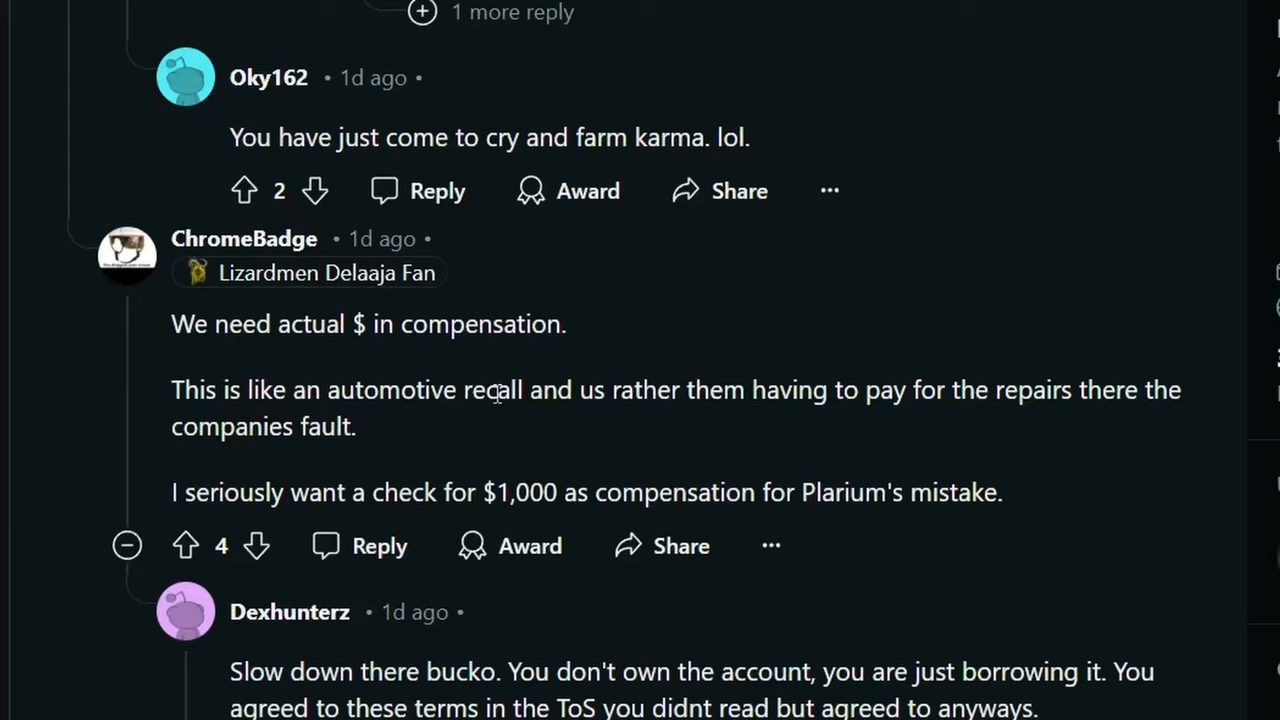 1 more reply
Oky162 • 1d ago •
You have just come to cry and farm karma. lol.
2 Reply Award Share ...
ChromeBadge • 1d ago •
Lizardmen Delaaja Fan
We need actual $ in compensation.
This is like an automotive recall and us rather them having to pay for the repairs there the
companies fault.
I seriously want a check for $1,000 as compensation for Plarium's mistake.
4 Reply Award Share ...
Dexhunterz • 1d ago •
Slow down there bucko. You don't own the account, you are just borrowing it. You
agreed to these terms in the ToS you didnt read but agreed to anyways.